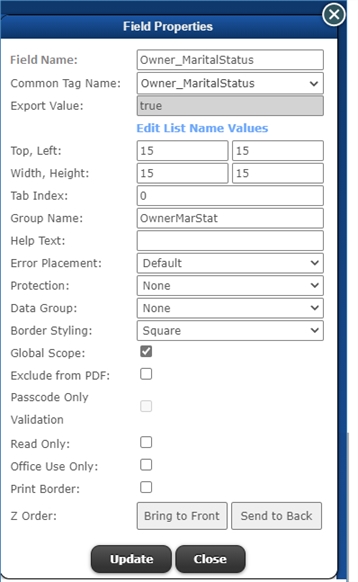 Field Properties
Field Name: Owner_MaritalStatus
Common Tag Name: Owner_MaritalStatus
Export Value: true
Edit List Name Values
Top, Left: 15 15
Width, Height: 15 15
Tab Index: 0
Group Name: OwnerMarStat
Help Text:
Error Placement: Default
Protection: None
Data Group: None
Border Styling: Square
Global Scope:
Exclude from PDF:
Passcode Only
Validation
Read Only:
Office Use Only:
Print Border:
Z Order: Bring to Front Send to Back
Update Close